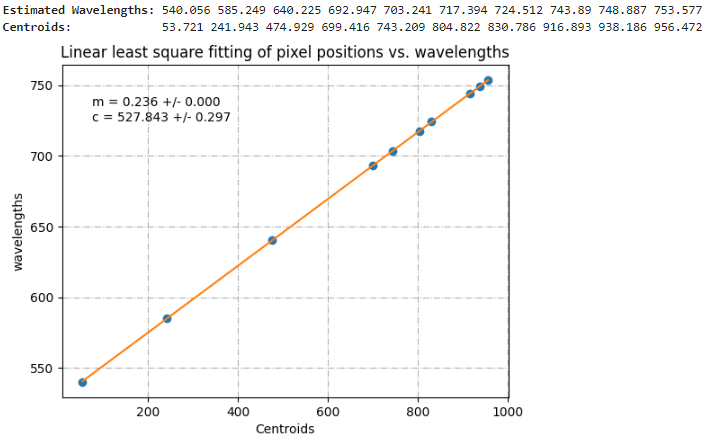 Estimated Wavelengths: 540.056 585.249 640.225 692.947 703.241 717.394 724.512 743.89 748.887 753.577
Centroids: 53.721 241.943 474.929 699.416 743.209 804.822 830.786 916.893 938.186 956.472
Linear least square fitting of pixel positions vs. wavelengths
m = 0.236 +/- 0.000
c = 527.843 +/- 0.297
750
700
650
600
550
wavelengths
200 400 600 800 1000
Centroids